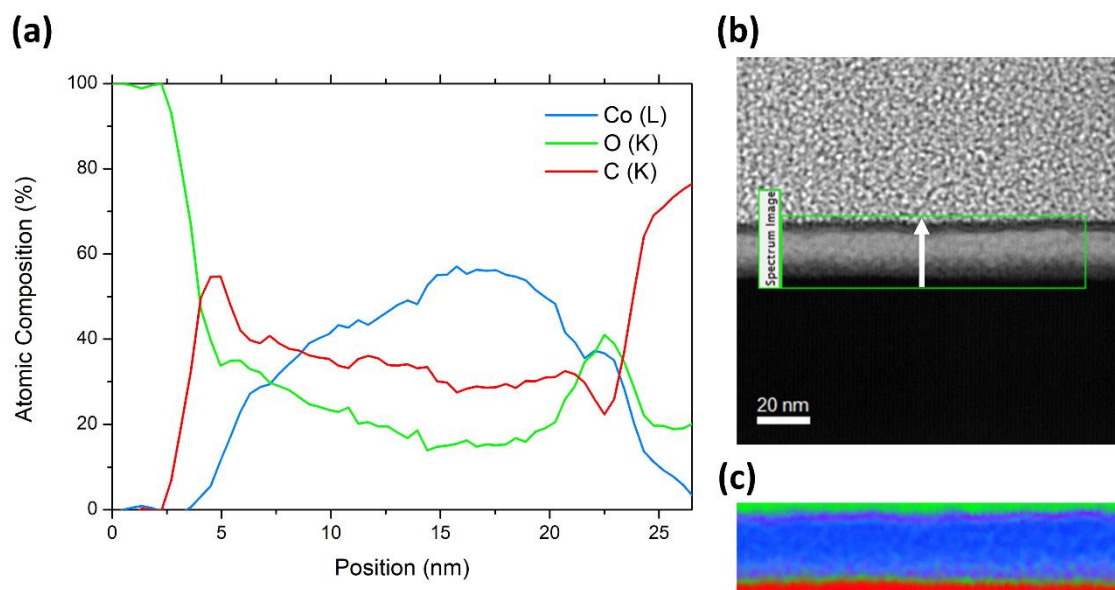 (a)
100
80
60
40
20
0
Atomic Composition (%)
0 5 10 15 20 25
Position (nm)
Co (L)
O (K)
C (K)
(b)
Spectrum Image
20 nm
(c)